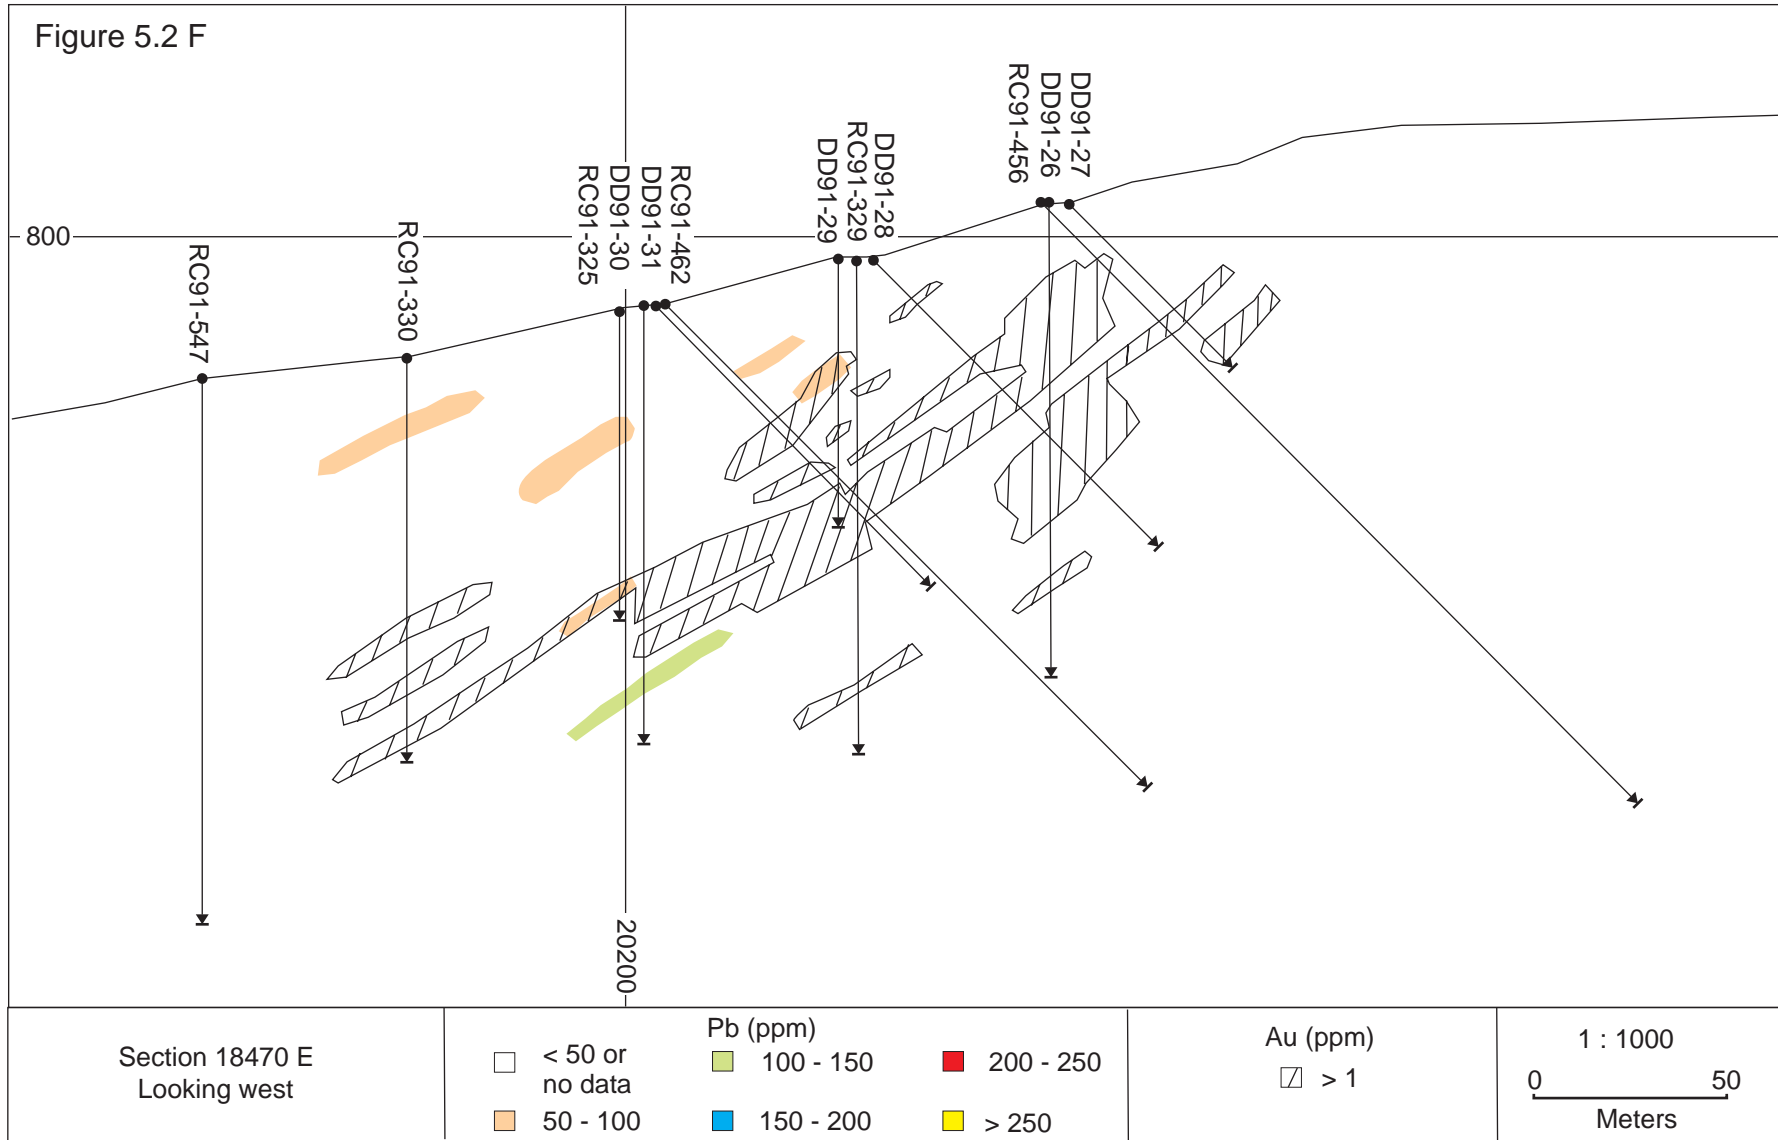 Figure 5.2 F
800
RC91-547
RC91-330
RC91-325
DD91-30
DD91-31
RC91-462
DD91-29
RC91-329
DD91-28
RC91-456
DD91-26
DD91-27
20200
Section 18470 E
Looking west
Pb (ppm)
< 50 or
no data
100 - 150
200 - 250
50 - 100
150 - 200
> 250
Au (ppm)
> 1
1 : 1000
0 50
Meters